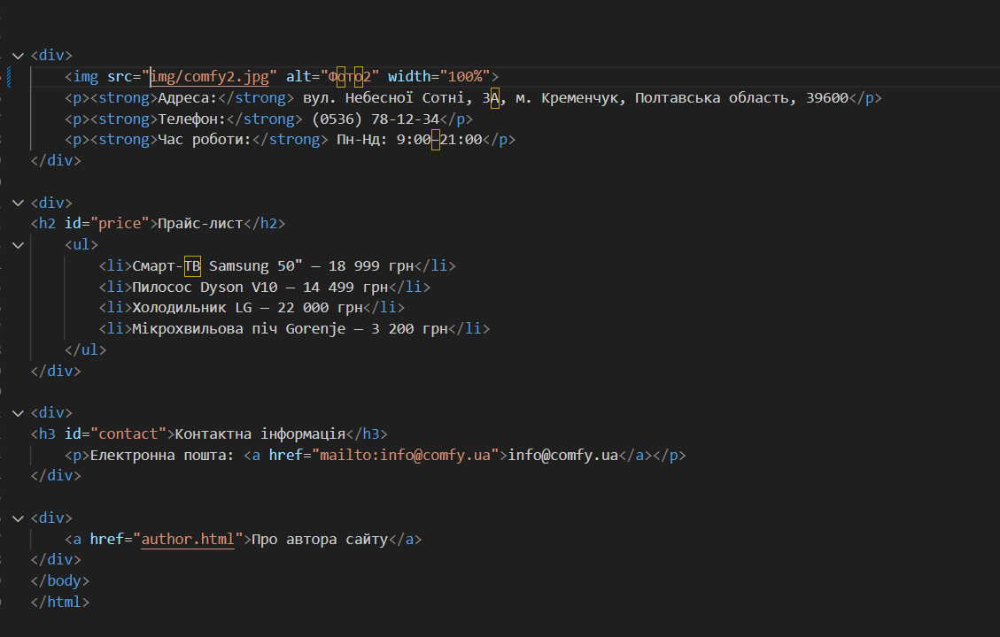 <div>
<img src="img/comfy2.jpg" alt="Фото2" width="100%">
<p><strong>Адреса:</strong> вул. Небесної Сотні, 3А, м. Кременчук, Полтавська область, 39600</p>
<p><strong>Телефон:</strong> (0536) 78-12-34</p>
<p><strong>Час роботи:</strong> Пн-Нд: 9:00–21:00</p>
</div>
<div>
<h2 id="price">Прайс-лист</h2>
<ul>
<li>Смарт-ТВ Samsung 50" — 18 999 грн</li>
<li>Пилосос Dyson V10 — 14 499 грн</li>
<li>Холодильник LG — 22 000 грн</li>
<li>Мікрохвильова піч Gorenje — 3 200 грн</li>
</ul>
</div>
<div>
<h3 id="contact">Контактна інформація</h3>
<p>Електронна пошта: <a href="mailto:info@comfy.ua">info@comfy.ua</a></p>
</div>
<div>
<a href="author.html">Про автора сайту</a>
</div>
</body>
</html>